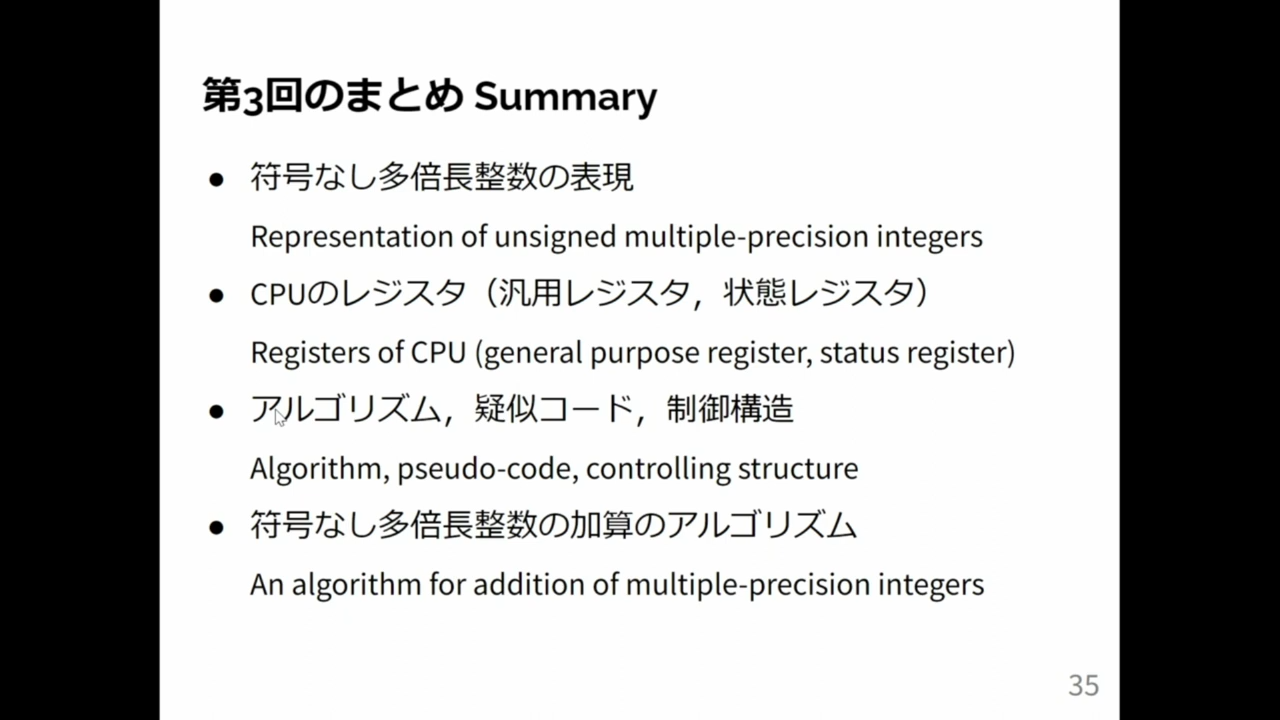 第3回のまとめ Summary
● 符号なし多倍長整数の表現
Representation of unsigned multiple-precision integers
● CPUのレジスタ（汎用レジスタ，状態レジスタ）
Registers of CPU (general purpose register, status register)
● アルゴリズム，疑似コード，制御構造
Algorithm, pseudo-code, controlling structure
● 符号なし多倍長整数の加算のアルゴリズム
An algorithm for addition of multiple-precision integers
35